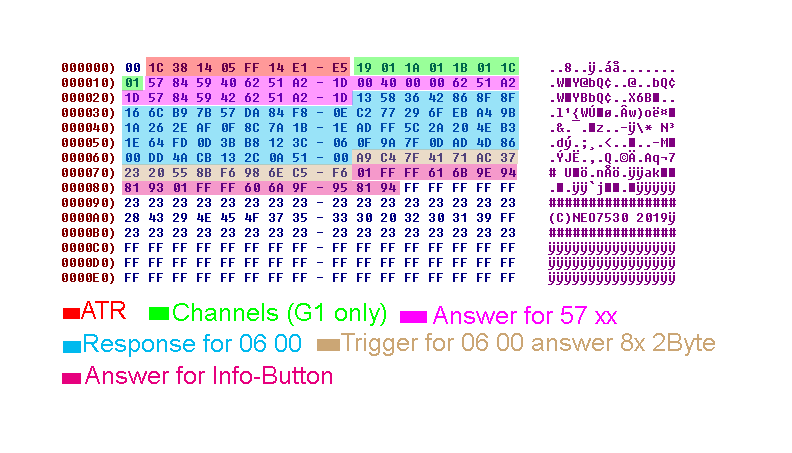 000000) 00 1C 38 14 05 FF 14 E1 - E5 19 01 1A 01 1B 01 1C ..8..ÿ.áå.......
000010) 01 57 84 59 40 62 51 A2 - 1D 00 40 00 00 62 51 A2 .W■Y@bQ¢..@..bQ¢
000020) 1D 57 84 59 42 62 51 A2 - 1D 13 58 36 42 86 8F 8F .W■YBbQ¢..X6B■..
000030) 16 6C B9 7B 57 DA 84 F8 - 0E C2 77 29 6F EB A4 9B .l¹{WÚ■ø.Âw)oë¤■
000040) 1A 26 2E AF 0F 8C 7A 1B - 1E AD FF 5C 2A 20 4E B3 .&.¯.■z..-ÿ\* N³
000050) 1E 64 FD 0D 3B B8 12 3C - 06 0F 9A 7F 0D AD 4D 86 .dý.;¸.<..■..-M■
000060) 00 DD 4A CB 13 2C 0A 51 - 00 A9 C4 7F 41 71 AC 37 .ÝJË.,.Q.©Ä.Aq¬7
000070) 23 20 55 8B F6 98 6E C5 - F6 01 FF FF 61 6B 9E 94 # U■ö.nÅö.ÿÿak■■
000080) 81 93 01 FF FF 60 6A 9F - 95 81 94 FF FF FF FF FF .■.ÿÿ`j■■.■ÿÿÿÿÿ
000090) 23 23 23 23 23 23 23 23 - 23 23 23 23 23 23 23 23 ################
0000A0) 28 43 29 4E 45 4F 37 35 - 33 30 20 32 30 31 39 FF (C)NEO7530 2019ÿ
0000B0) 23 23 23 23 23 23 23 23 - 23 23 23 23 23 23 23 23 ################
0000C0) FF FF FF FF FF FF FF FF - FF FF FF FF FF FF FF FF ÿÿÿÿÿÿÿÿÿÿÿÿÿÿÿÿ
0000D0) FF FF FF FF FF FF FF FF - FF FF FF FF FF FF FF FF ÿÿÿÿÿÿÿÿÿÿÿÿÿÿÿÿ
0000E0) FF FF FF FF FF FF FF FF - FF FF FF FF FF FF FF FF ÿÿÿÿÿÿÿÿÿÿÿÿÿÿÿÿ
ATR Channels (G1 only) Answer for 57 xx
Response for 06 00 Trigger for 06 00 answer 8x 2Byte
Answer for Info-Button